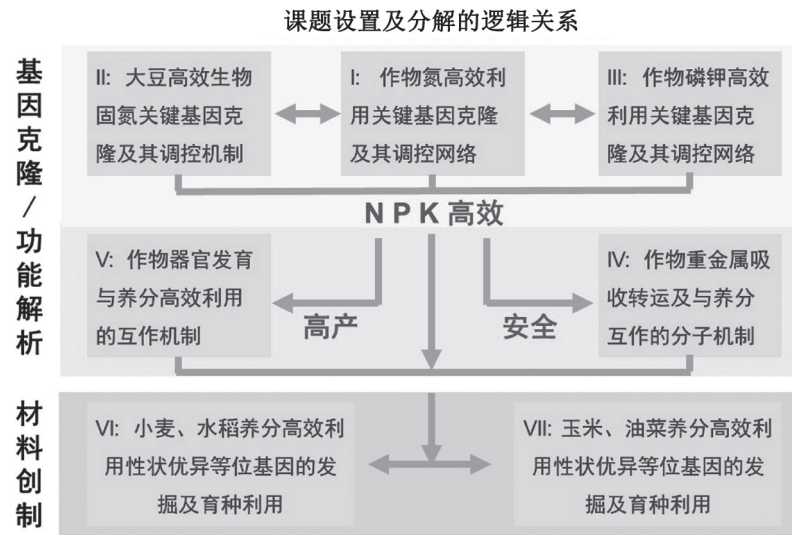 课题设置及分解的逻辑关系
基因克隆/功能解析
II: 大豆高效生物
固氮关键基因克
隆及其调控机制
I: 作物氮高效利
用关键基因克隆
及其调控网络
III: 作物磷钾高效
利用关键基因克
隆及其调控网络
NPK高效
V: 作物器官发育
与养分高效利用
的互作机制
高产
安全
IV: 作物重金属吸
收转运及与养分
互作的分子机制
材料创制
VI: 小麦、水稻养分高效利
用性状优异等位基因的发
掘及育种利用
VII: 玉米、油菜养分高效利
用性状优异等位基因的发
掘及育种利用